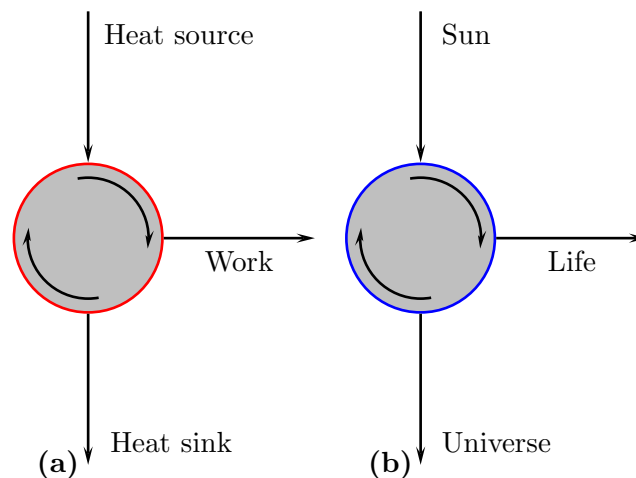 Heat source
Work
Heat sink
(a)
Sun
Life
Universe
(b)